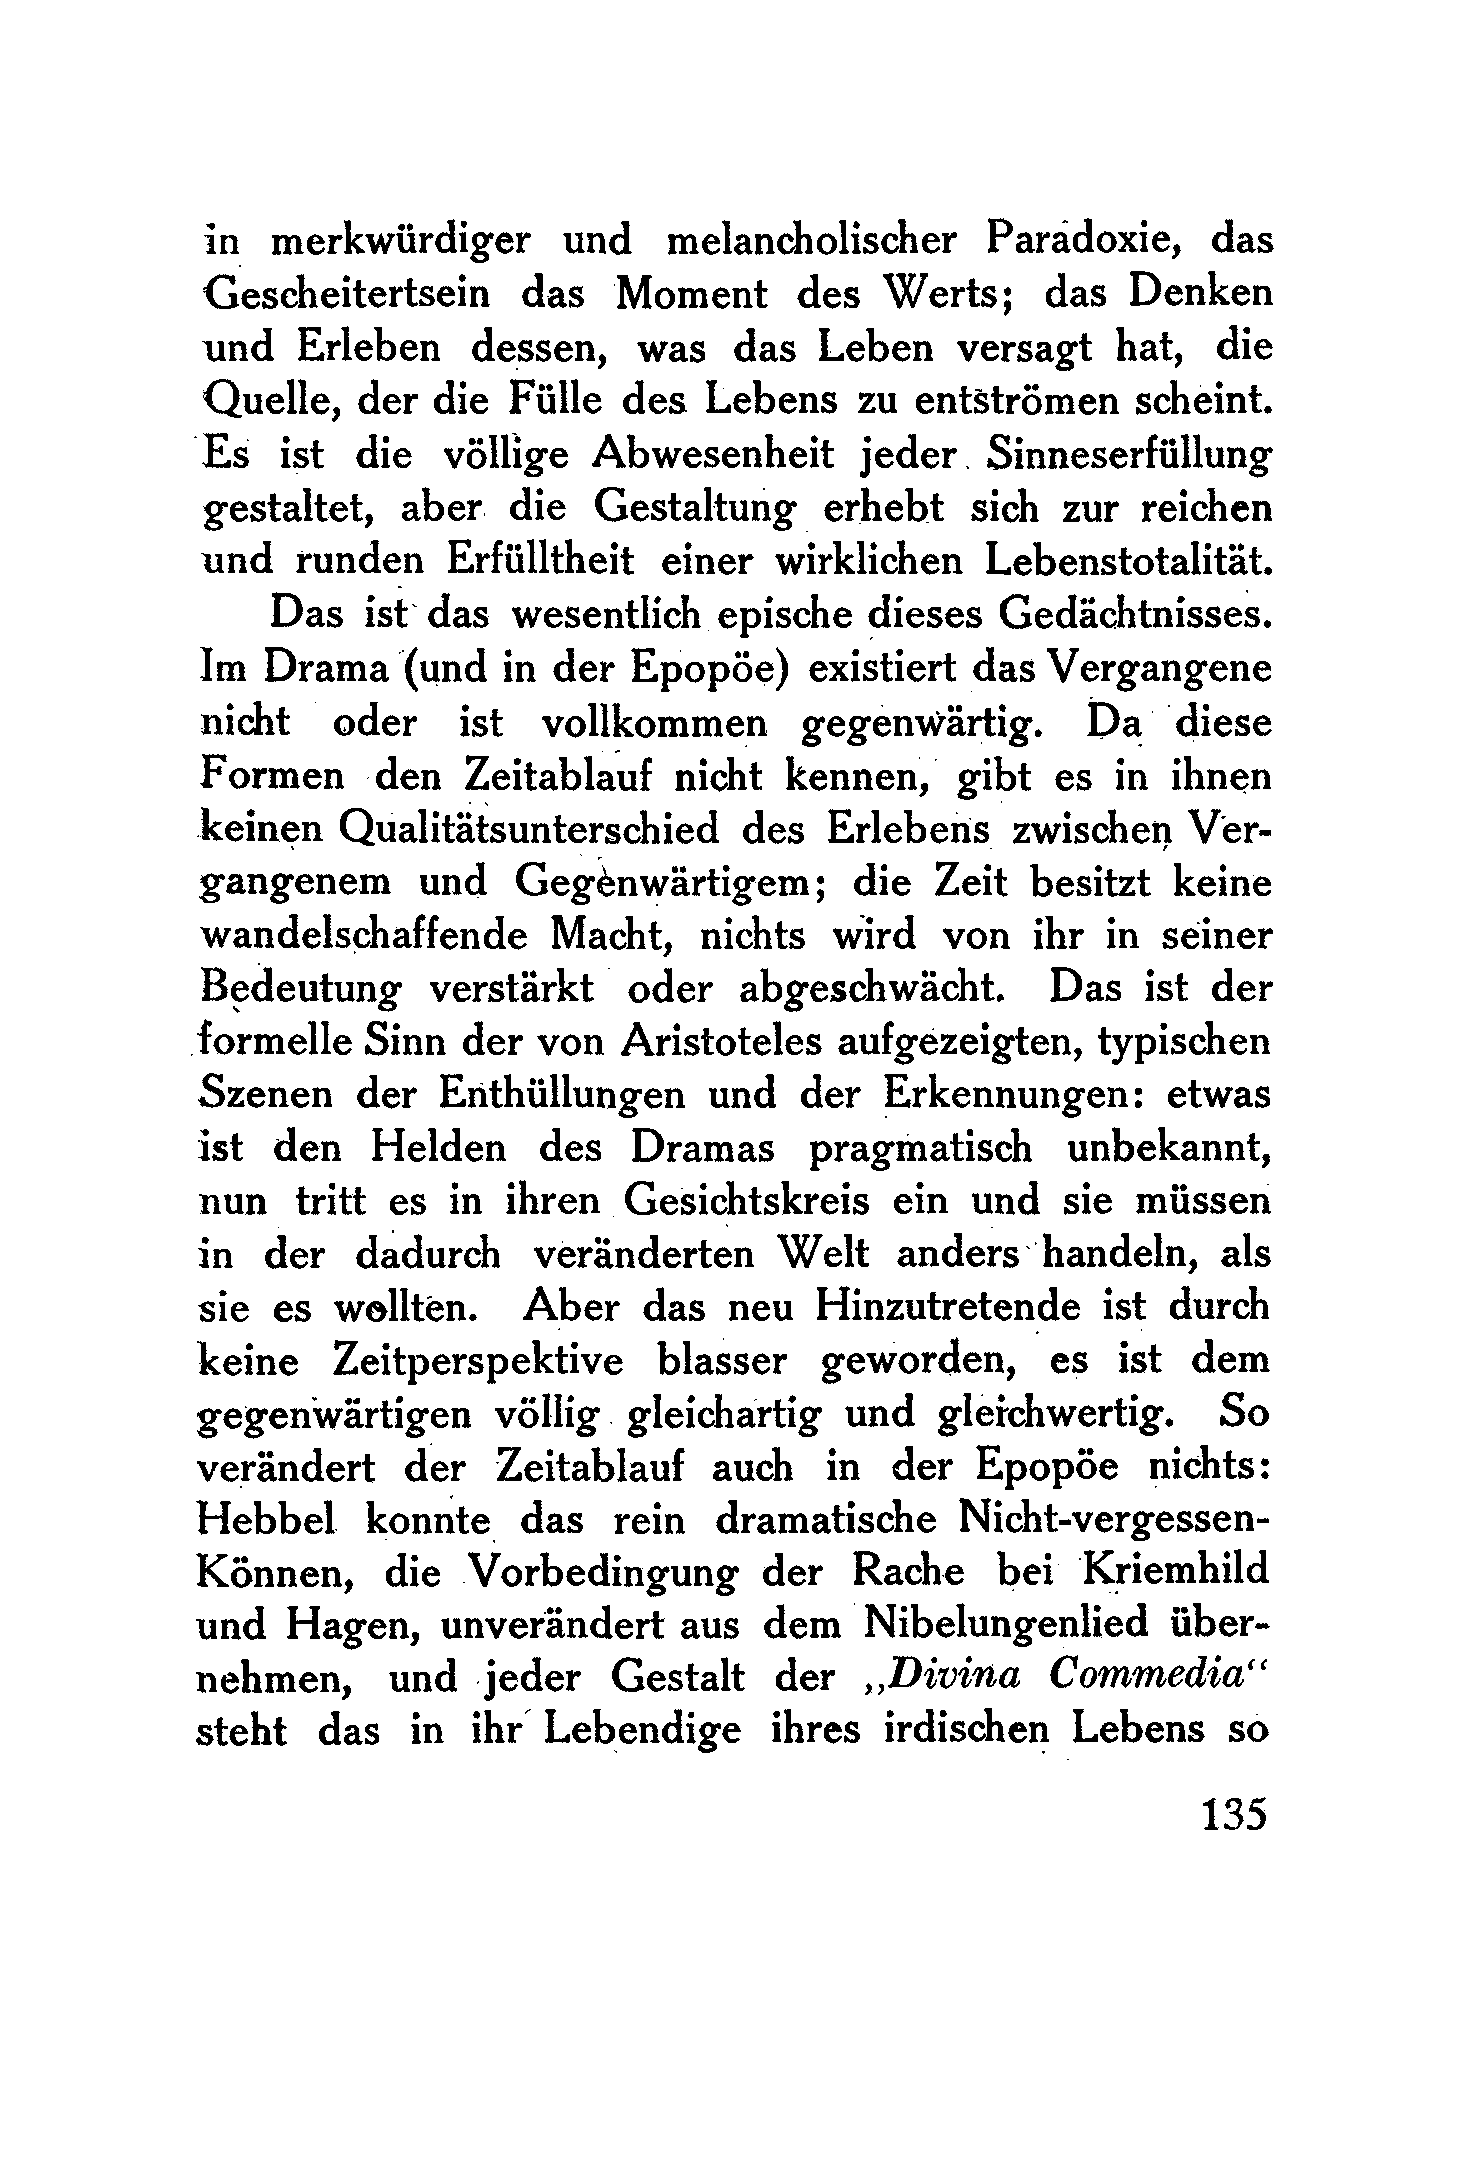 in merkwürdiger und melancholischer Paradoxie, das
Gescheitertsein das Moment des Werts; das Denken
und Erleben dessen, was das Leben versagt hat, die
Quelle, der die Fülle des Lebens zu entströmen scheint.
Es ist die völlige Abwesenheit jeder Sinneserfüllung
gestaltet, aber die Gestaltung erhebt sich zur reichen
und runden Erfülltheit einer wirklichen Lebenstotalität.
Das ist das wesentlich epische dieses Gedächtnisses.
Im Drama (und in der Epopöe) existiert das Vergangene
nicht oder ist vollkommen gegenwärtig. Da diese
Formen den Zeitablauf nicht kennen, gibt es in ihnen
keinen Qualitätsunterschied des Erlebens zwischen Ver-
gangenem und Gegenwärtigem; die Zeit besitzt keine
wandelschaffende Macht, nichts wird von ihr in seiner
Bedeutung verstärkt oder abgeschwächt. Das ist der
formelle Sinn der von Aristoteles aufgezeigten, typischen
Szenen der Enthüllungen und der Erkennungen: etwas
ist den Helden des Dramas pragmatisch unbekannt,
nun tritt es in ihren Gesichtskreis ein und sie müssen
in der dadurch veränderten Welt anders handeln, als
sie es wollten. Aber das neu Hinzutretende ist durch
keine Zeitperspektive blasser geworden, es ist dem
gegenwärtigen völlig gleichartig und gleichwertig. So
verändert der Zeitablauf auch in der Epopöe nichts:
Hebbel konnte das rein dramatische Nicht-vergessen-
Können, die Vorbedingung der Rache bei Kriemhild
und Hagen, unverändert aus dem Nibelungenlied über-
nehmen, und jeder Gestalt der „Divina Commedia“
steht das in ihr Lebendige ihres irdischen Lebens so
135